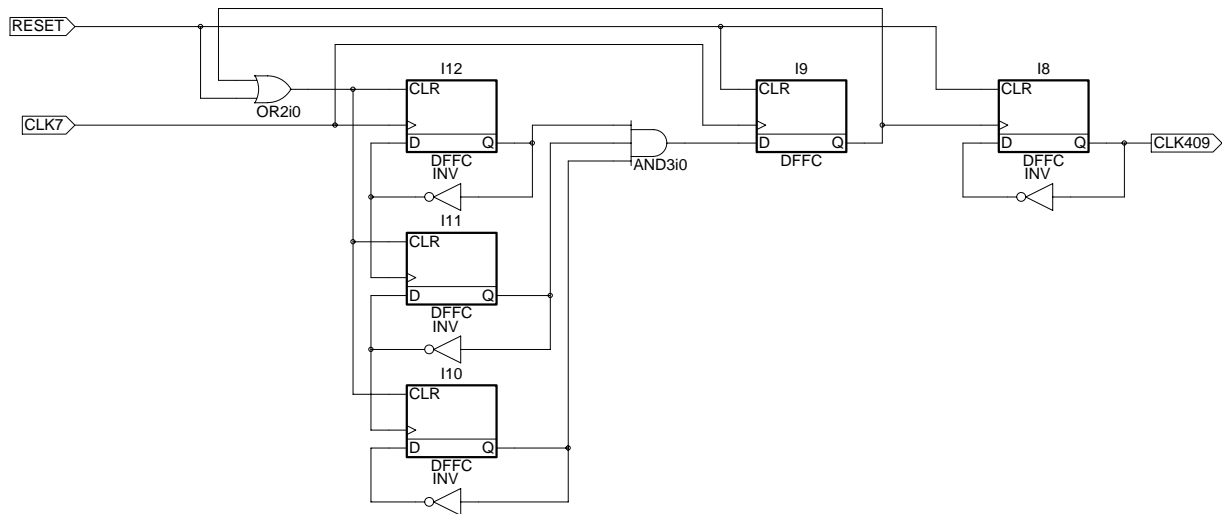 RESET
I12
I9
I8
CLR
CLR
CLR
OR2i0
CLK7
D
Q
D
Q
D
Q
CLK409
DFFC
AND3i0
DFFC
DFFC
INV
INV
I11
CLR
D
Q
DFFC
INV
I10
CLR
D
Q
DFFC
INV